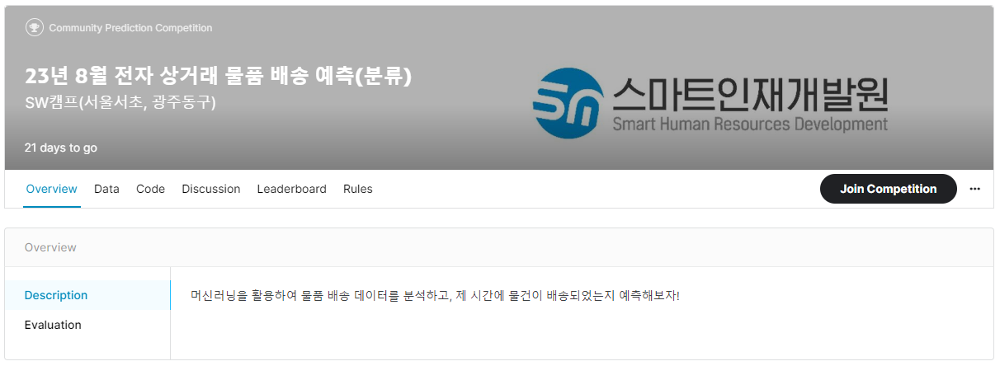 Community Prediction Competition
23년 8월 전자 상거래 물품 배송 예측(분류)
SW캠프(서울서초, 광주동구)
스마트인재개발원
Smart Human Resources Development
21 days to go
Overview Data Code Discussion Leaderboard Rules Join Competition
Overview
Description 머신러닝을 활용하여 물품 배송 데이터를 분석하고, 제 시간에 물건이 배송되었는지 예측해보자!
Evaluation